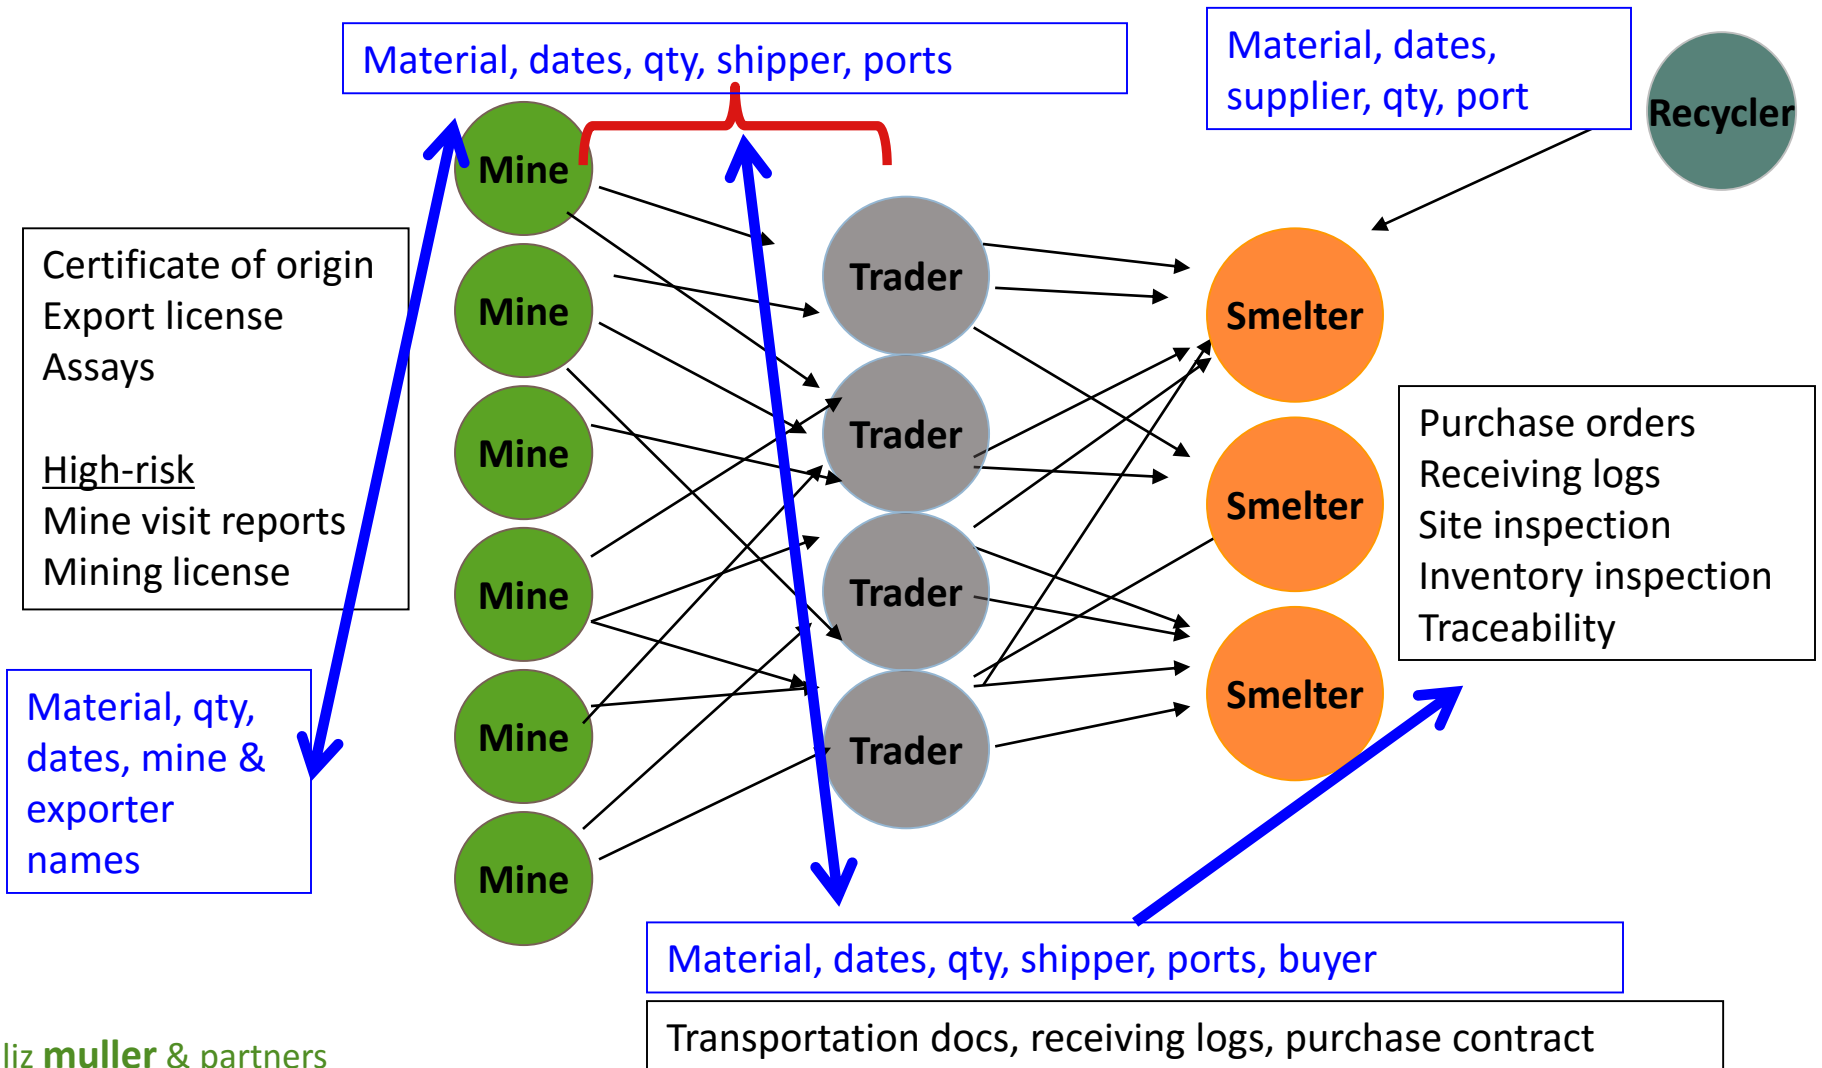 Material, dates, qty, shipper, ports
Material, dates,
supplier, qty, port
Recycler
Mine
Mine
Mine
Mine
Mine
Mine
Trader
Trader
Trader
Trader
Smelter
Smelter
Smelter
Certificate of origin
Export license
Assays
High-risk
Mine visit reports
Mining license
Material, qty,
dates, mine &
exporter
names
Purchase orders
Receiving logs
Site inspection
Inventory inspection
Traceability
Material, dates, qty, shipper, ports, buyer
Transportation docs, receiving logs, purchase contract
liz muller & partners